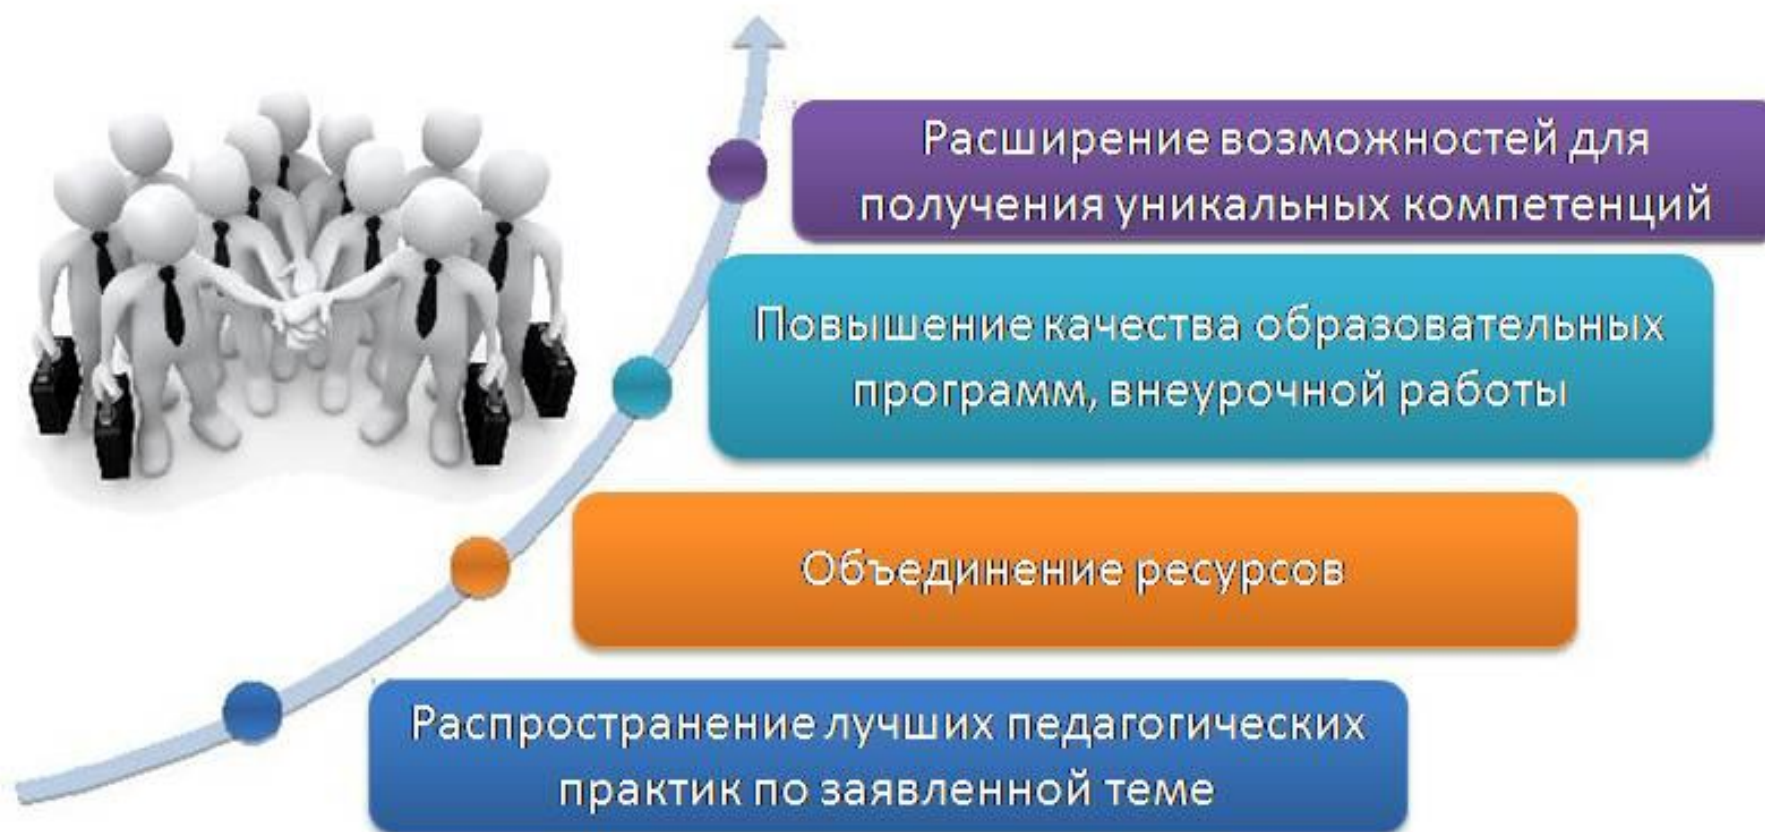 Расширение возможностей для
получения уникальных компетенций
Повышение качества образовательных
программ, внеурочной работы
Объединение ресурсов
Распространение лучших педагогических
практик по заявленной теме